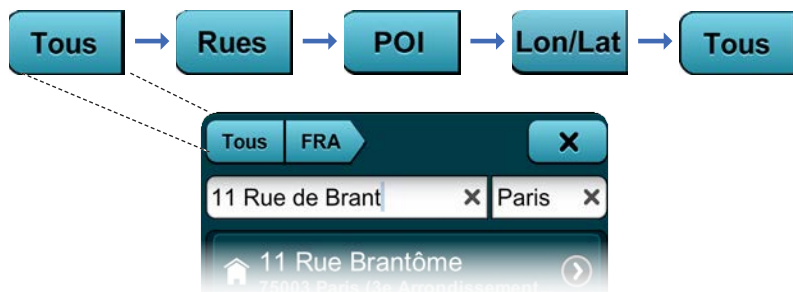 Tous Rues POI Lon/Lat Tous
Tous FRA
11 Rue de Brant Paris
11 Rue Brantôme
75003 Paris (3e Arrondissement